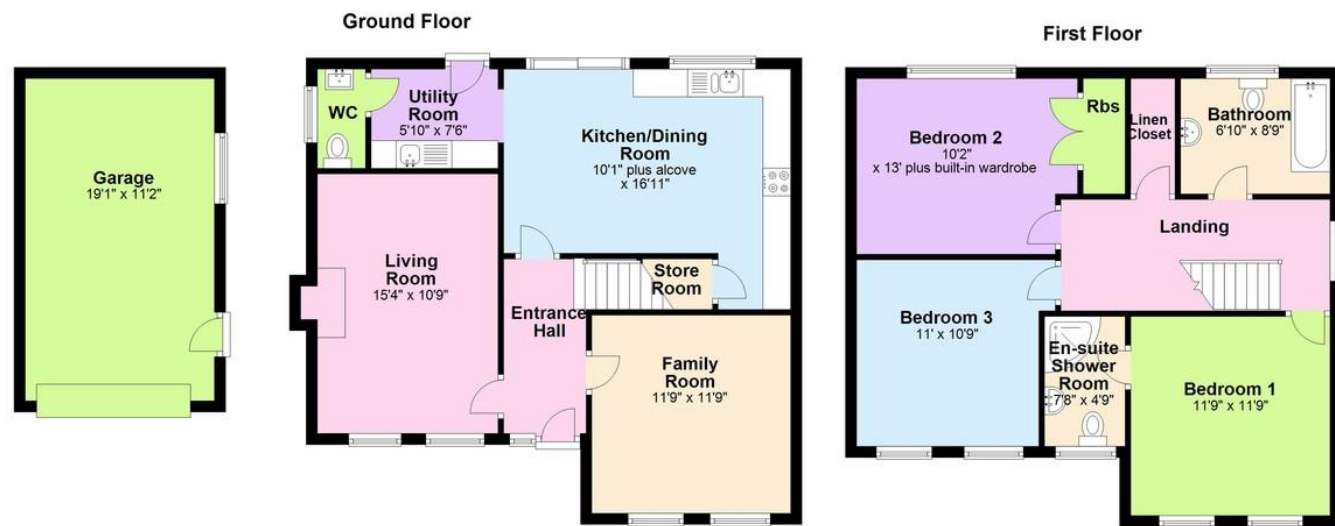 Ground Floor
First Floor
Garage
19'1" x 11'2"
WC
Utility
Room
5'10" x 7'6"
Kitchen/Dining
Room
10'1" plus alcove
x 16'11"
Living
Room
15'4" x 10'9"
Entrance
Hall
Store
Room
Family
Room
11'9" x 11'9"
Bedroom 2
10'2"
x 13' plus built-in wardrobe
Rbs
Linen
Closet
Bathroom
6'10" x 8'9"
Landing
Bedroom 3
11' x 10'9"
En-suite
Shower
Room
7'8" x 4'9"
Bedroom 1
11'9" x 11'9"